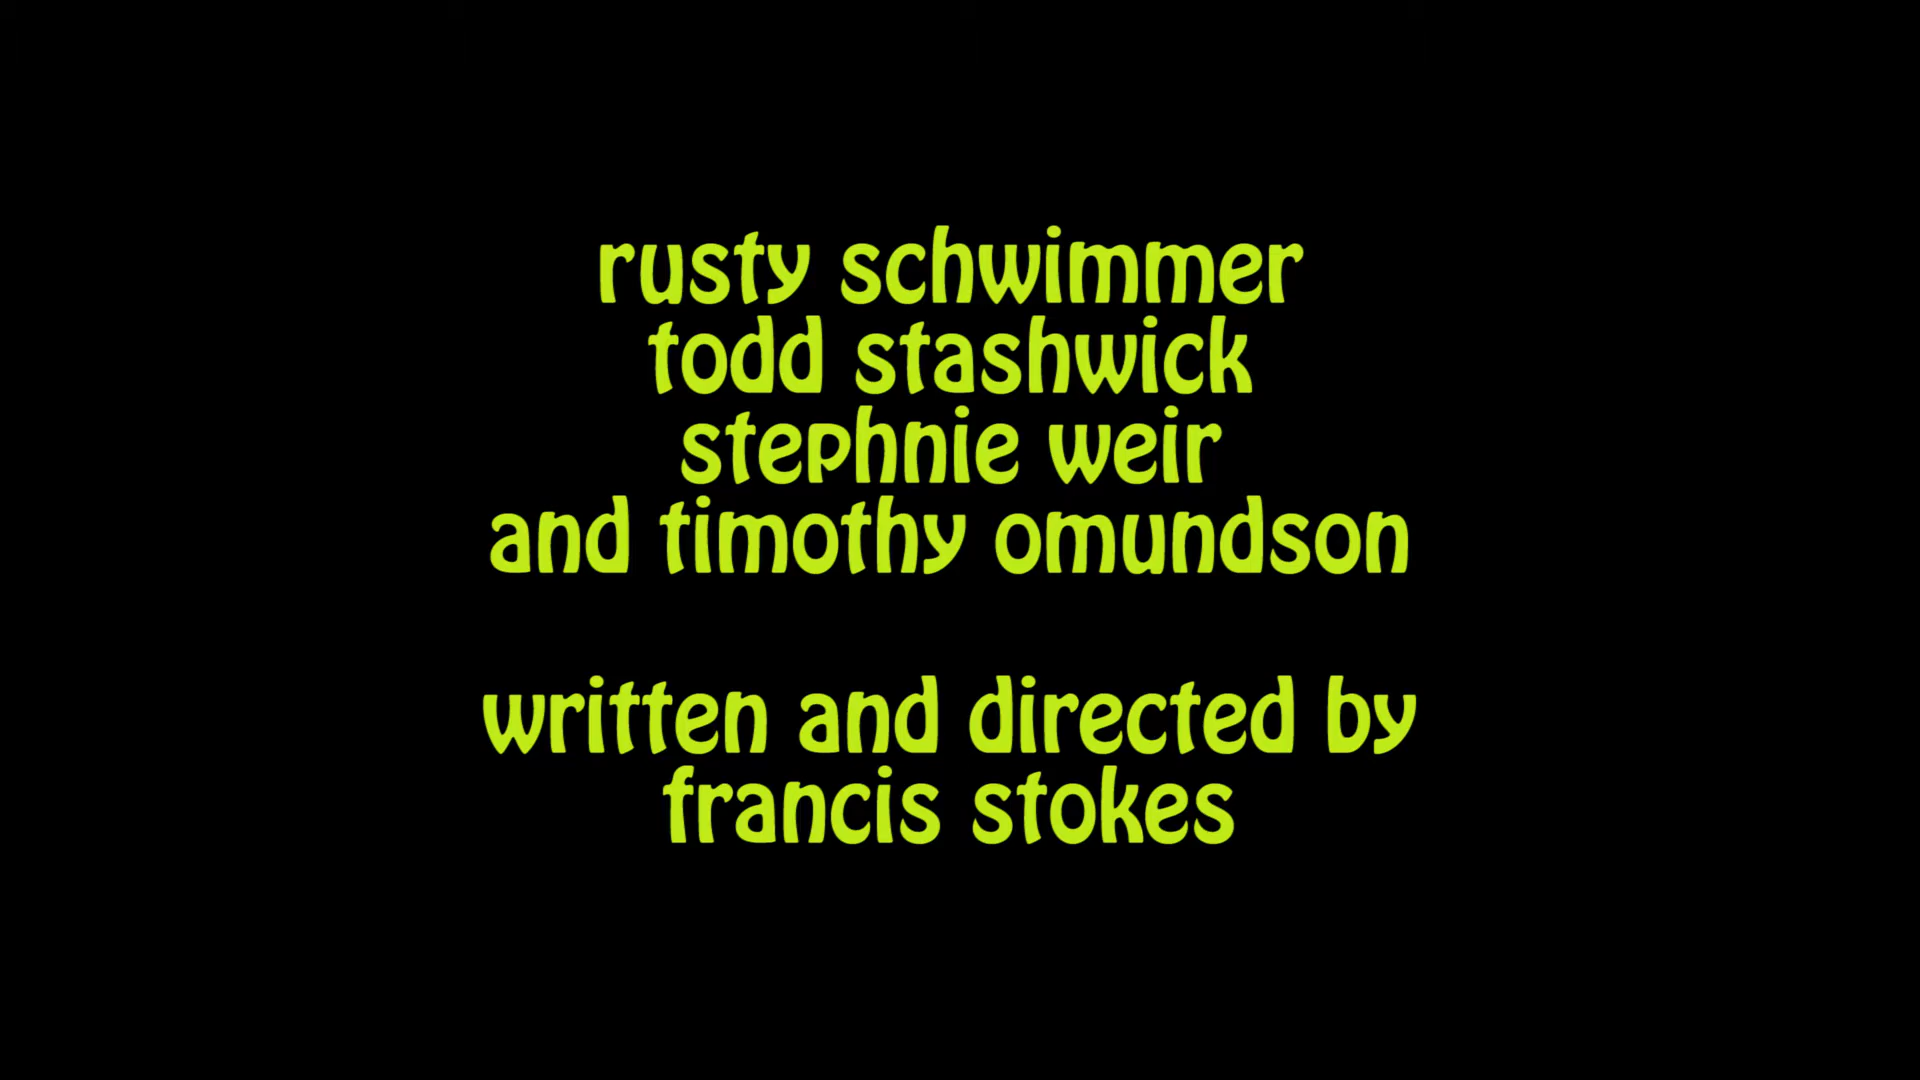 rusty schwimmer
todd stashwick
stephnie weir
and timothy omundson

written and directed by
francis stokes